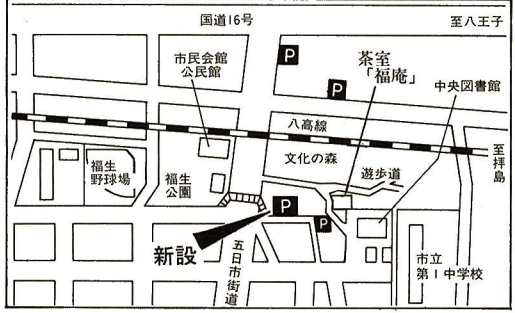 国道16号
至八王子
市民会館
公民館
P
茶室
「福庵」
P
中央図書館
八高線
至拝島
文化の森
遊歩道
福生
野球場
福生
公園
P
P
新設
五日市街道
市立
第1中学校